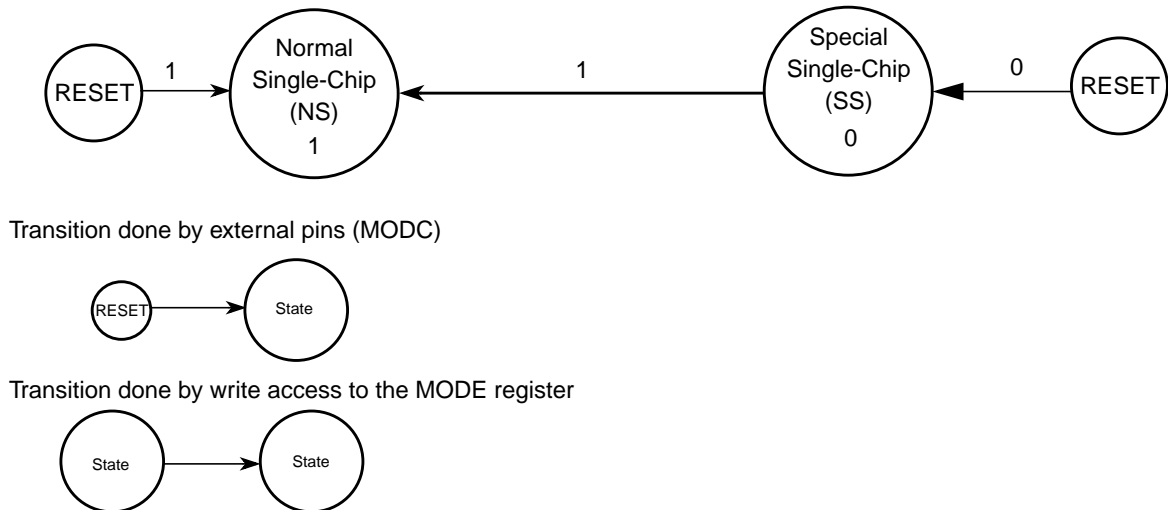 RESET
1
Normal
Single-Chip
(NS)
1
1
Special
Single-Chip
(SS)
0
0
RESET
Transition done by external pins (MODC)
RESET
State
Transition done by write access to the MODE register
State
State